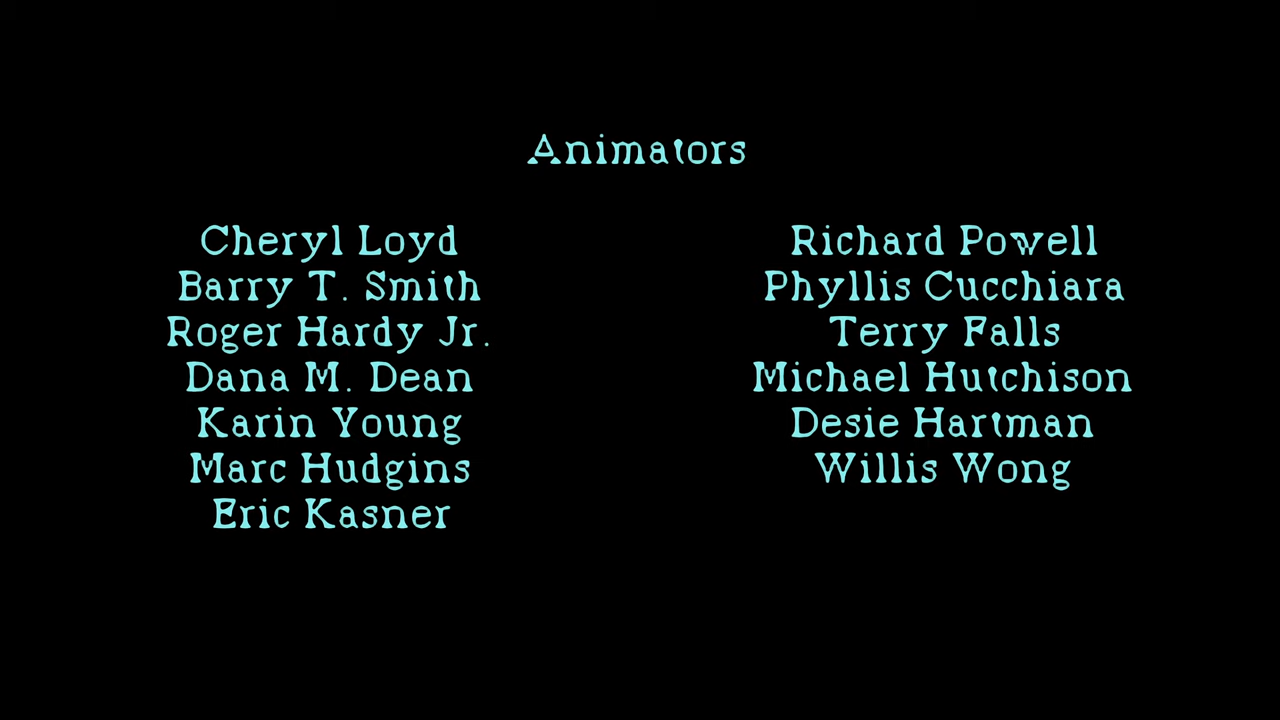 Animators
Cheryl Loyd
Barry T. Smith
Roger Hardy Jr.
Dana M. Dean
Karin Young
Marc Hudgins
Eric Kasner
Richard Powell
Phyllis Cucchiara
Terry Falls
Michael Hutchison
Desie Hartman
Willis Wong